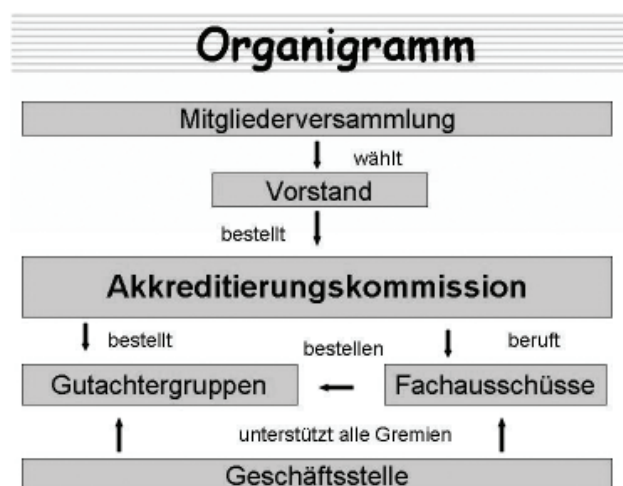 Organigramm
Mitgliederversammlung
wählt
Vorstand
bestellt
Akkreditierungskommission
bestellt
bestellen
beruft
Gutachtergruppen
Fachausschüsse
unterstützt alle Gremien
Geschäftsstelle